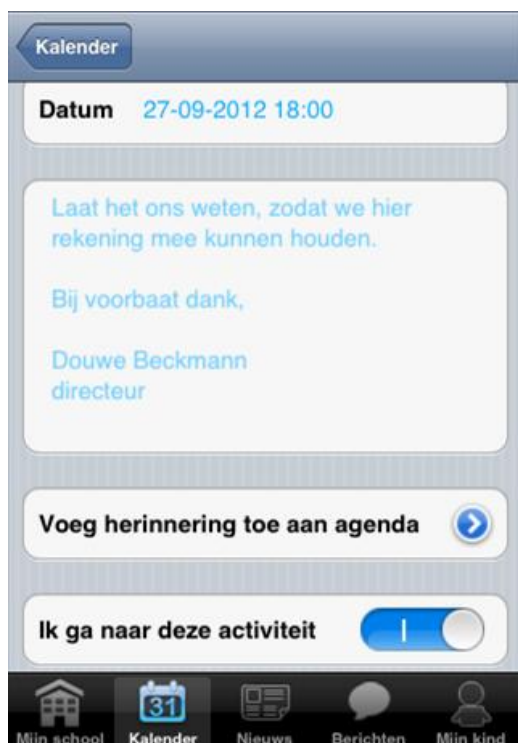 Kalender
Datum 27-09-2012 18:00
Laat het ons weten, zodat we hier
rekening mee kunnen houden.
Bij voorbaat dank,
Douwe Beckmann
directeur
Voeg herinnering toe aan agenda
Ik ga naar deze activiteit
31
Mijn school Kalender Nieuws Berichten Mijn kind